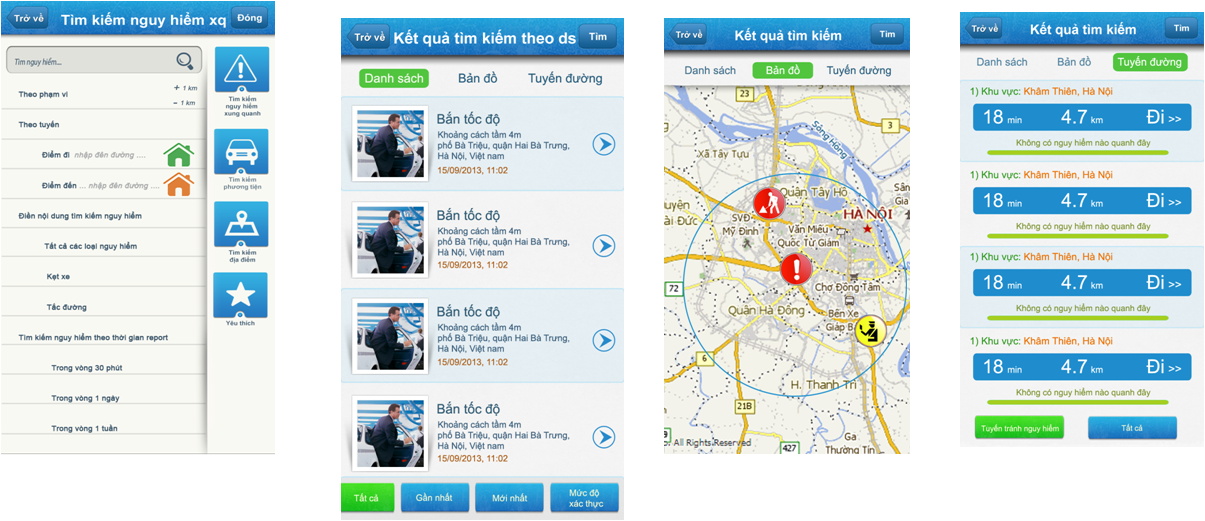 Trở về
Tìm kiếm nguy hiểm xq
Đóng
Tìm nguy hiểm...
Theo phạm vi
+ 1 km
– 1 km
Theo tuyến
Điểm đi nhập đên đường ....
Điểm đến ... nhập đên đường ....
Điền nội dung tìm kiếm nguy hiểm
Tất cả các loại nguy hiểm
Kẹt xe
Tắc đường
Tìm kiếm nguy hiểm theo thời gian report
Trong vòng 30 phút
Trong vòng 1 ngày
Trong vòng 1 tuần
Tìm kiếm
nguy hiểm
xung quanh
Tìm kiếm
phương tiện
Tìm kiếm
địa điểm
Yêu thích
Trở về
Kết quả tìm kiếm theo ds
Tìm
Danh sách
Bản đồ
Tuyến đường
Bắn tốc độ
Khoảng cách tầm 4m
phố Bà Triệu, quận Hai Bà Trưng,
Hà Nội, Việt nam
15/09/2013, 11:02
Bắn tốc độ
Khoảng cách tầm 4m
phố Bà Triệu, quận Hai Bà Trưng,
Hà Nội, Việt nam
15/09/2013, 11:02
Bắn tốc độ
Khoảng cách tầm 4m
phố Bà Triệu, quận Hai Bà Trưng,
Hà Nội, Việt nam
15/09/2013, 11:02
Bắn tốc độ
Khoảng cách tầm 4m
phố Bà Triệu, quận Hai Bà Trưng,
Hà Nội, Việt nam
15/09/2013, 11:02
Tất cả
Gần nhất
Mới nhất
Mức độ
xác thực
Trở về
Kết quả tìm kiếm
Tìm
Danh sách
Bản đồ
Tuyến đường
23
3
Sông Hồng
Xã Tây Tựu
Quận Tây Hồ
HÀ NỘI
SVĐ
Mỹ Đình
Văn Miếu
Quốc Tử Giám
Chợ Đồng Tâm
72
Quận Hà Đông
Bến Xe
Giáp B
6
H. Thanh Trì
21B
All Rights Reserved
427
Ga
Thường Tín
Trở về
Kết quả tìm kiếm
Tìm
Danh sách
Bản đồ
Tuyến đường
1) Khu vực: Khâm Thiên, Hà Nội
18 min
4.7 km
Đi >>
Không có nguy hiểm nào quanh đây
1) Khu vực: Khâm Thiên, Hà Nội
18 min
4.7 km
Đi >>
Không có nguy hiểm nào quanh đây
1) Khu vực: Khâm Thiên, Hà Nội
18 min
4.7 km
Đi >>
Không có nguy hiểm nào quanh đây
1) Khu vực: Khâm Thiên, Hà Nội
18 min
4.7 km
Đi >>
Không có nguy hiểm nào quanh đây
Tuyến tránh nguy hiểm
Tất cả